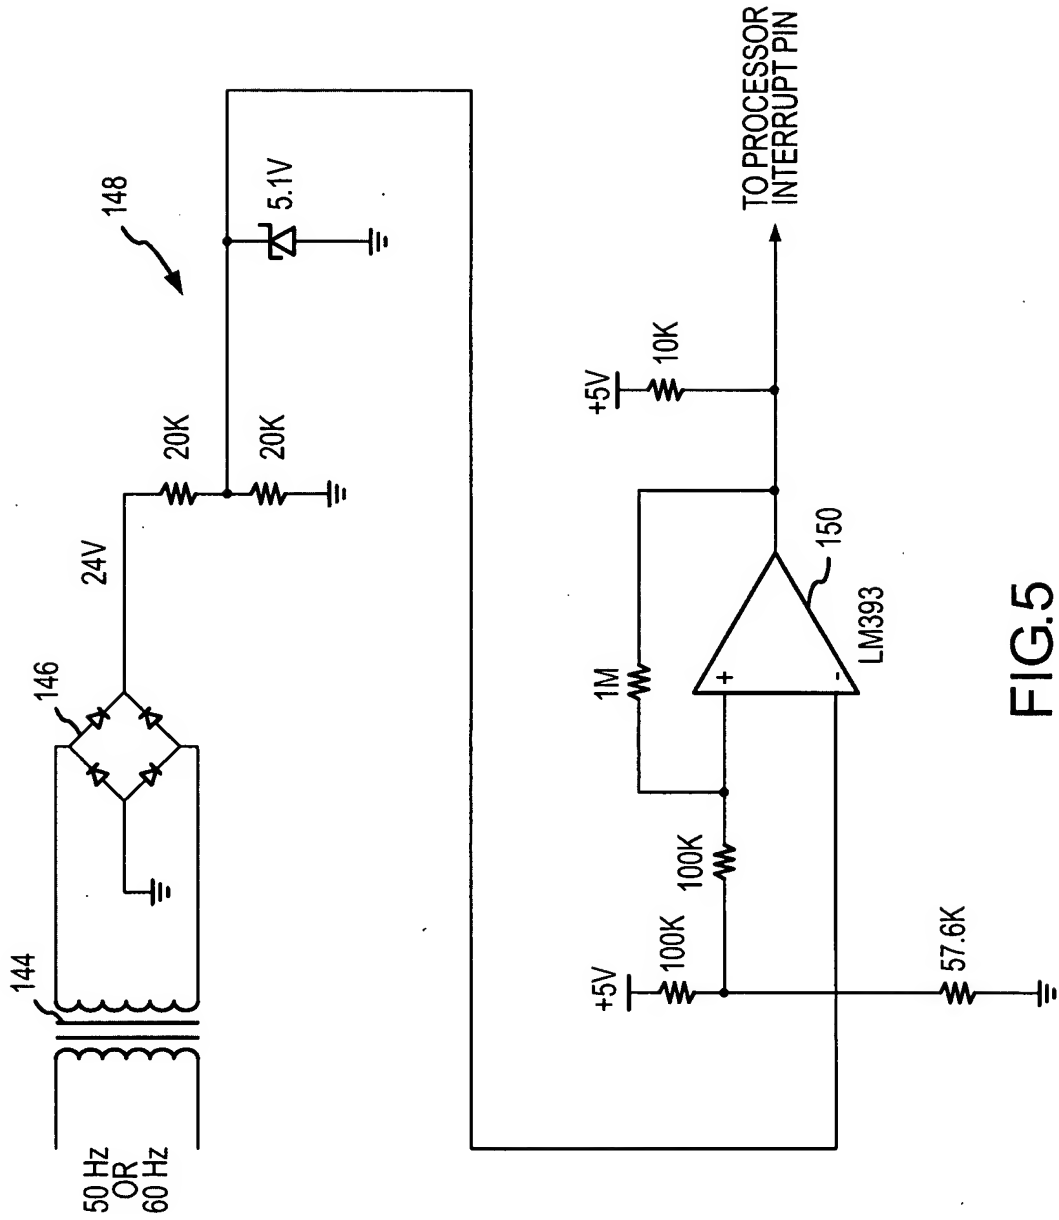 50 Hz
OR
60 Hz
144
146
24V
20K
20K
148
5.1V
+5V
100K
57.6K
100K
1M
+
-
LM393
150
+5V
10K
TO PROCESSOR
INTERRUPT PIN
FIG.5